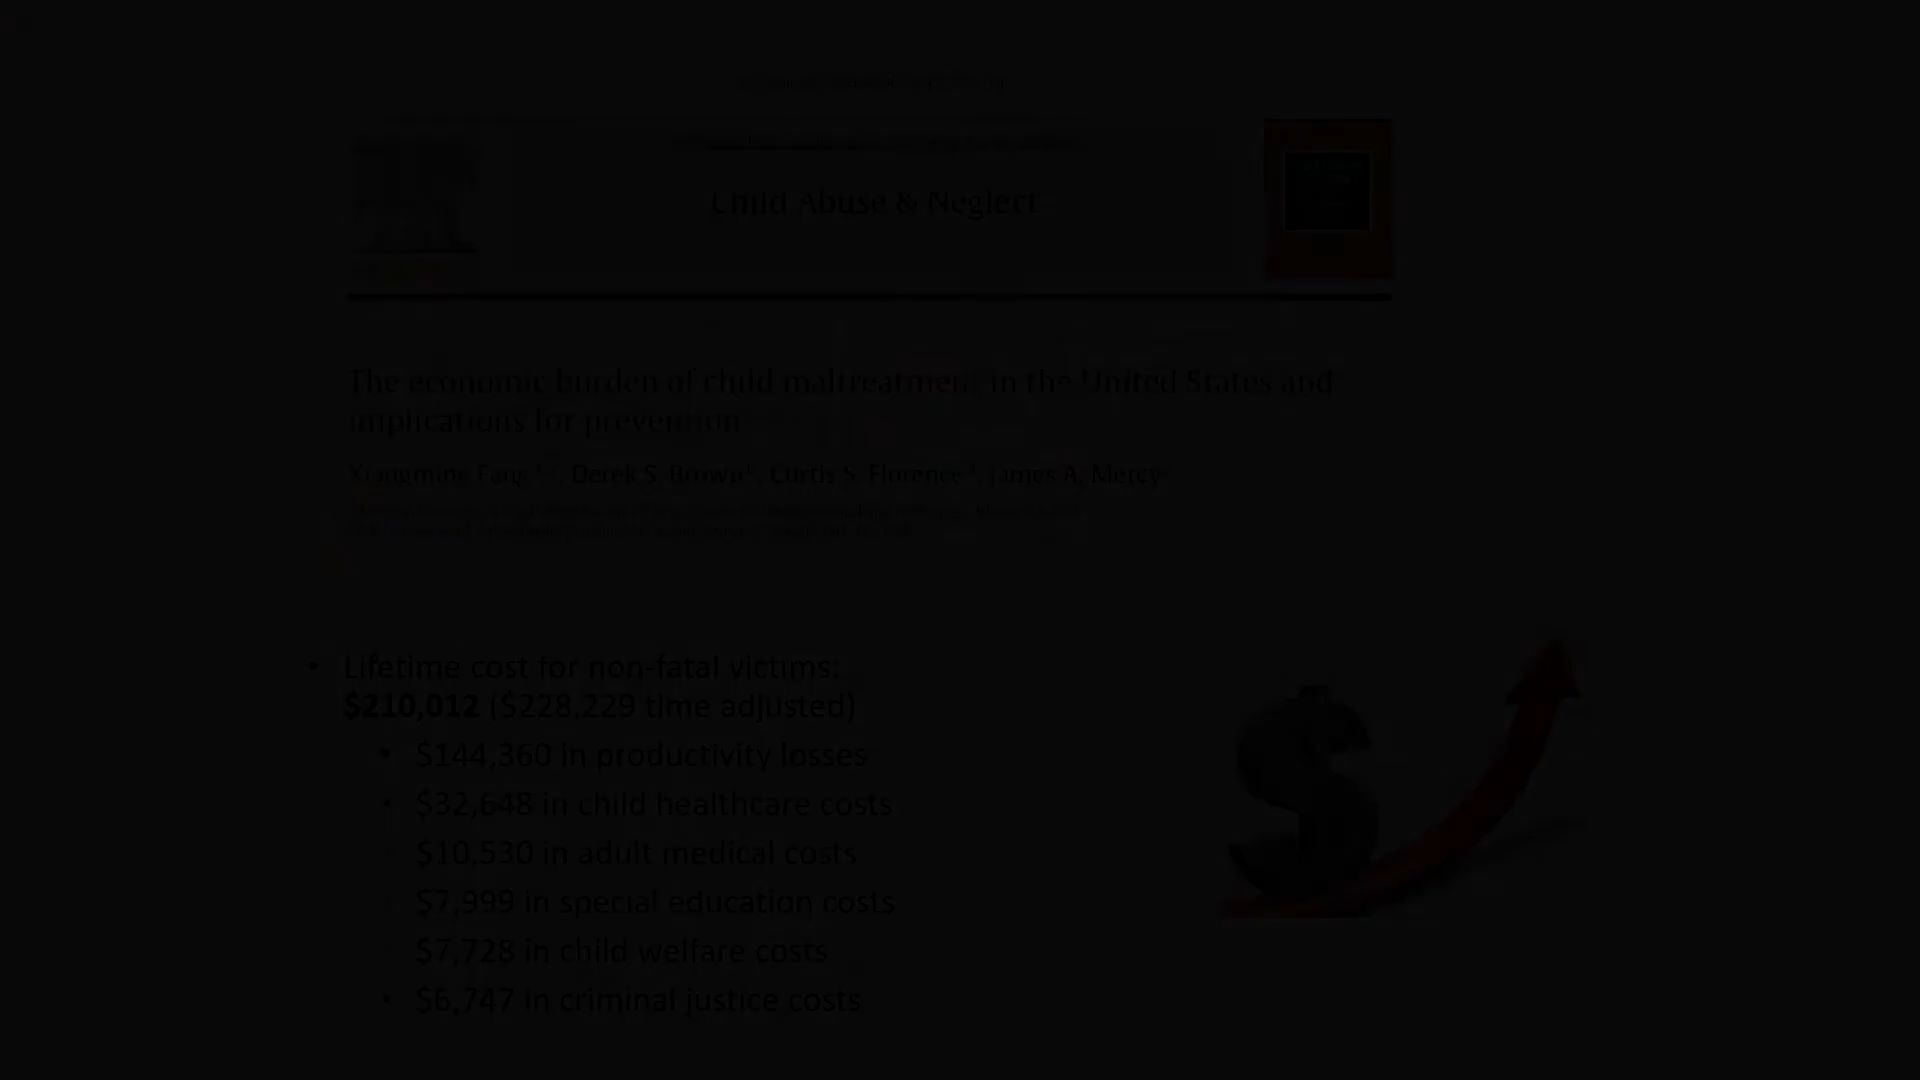 Child Abuse & Neglect
The economic burden of child maltreatment in the United States and
implications for prevention
Xiangming Fang, Derek S. Brown, Curtis S. Florence, James A. Mercy
• Lifetime cost for non-fatal victims:
$210,012 ($228,229 time adjusted)
• $144,360 in productivity losses
• $32,648 in child healthcare costs
• $10,530 in adult medical costs
• $7,999 in special education costs
$7,728 in child welfare costs
• $6,747 in criminal justice costs